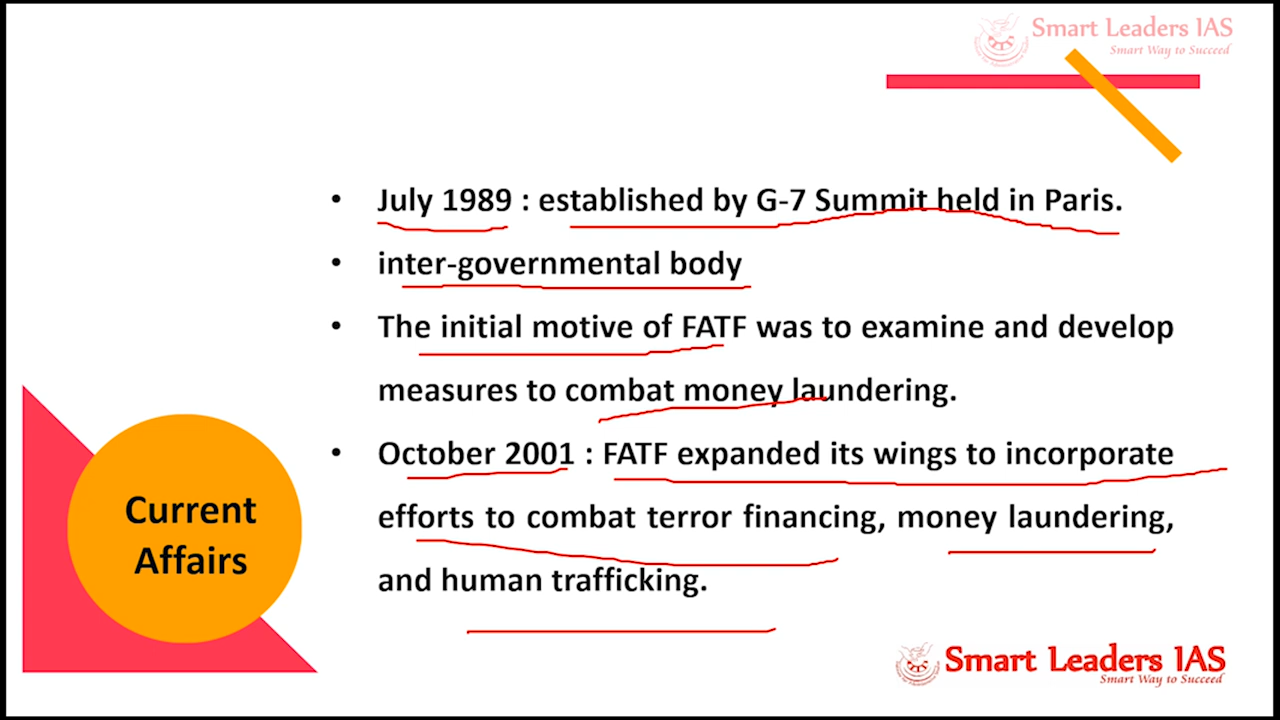 Smart Leaders IAS
Smart Way to Succeed
• July 1989 : established by G-7 Summit held in Paris.
• inter-governmental body
• The initial motive of FATF was to examine and develop
measures to combat money laundering.
• October 2001 : FATF expanded its wings to incorporate
efforts to combat terror financing, money laundering,
and human trafficking.
Current
Affairs
Smart Leaders IAS
Smart Way to Succeed